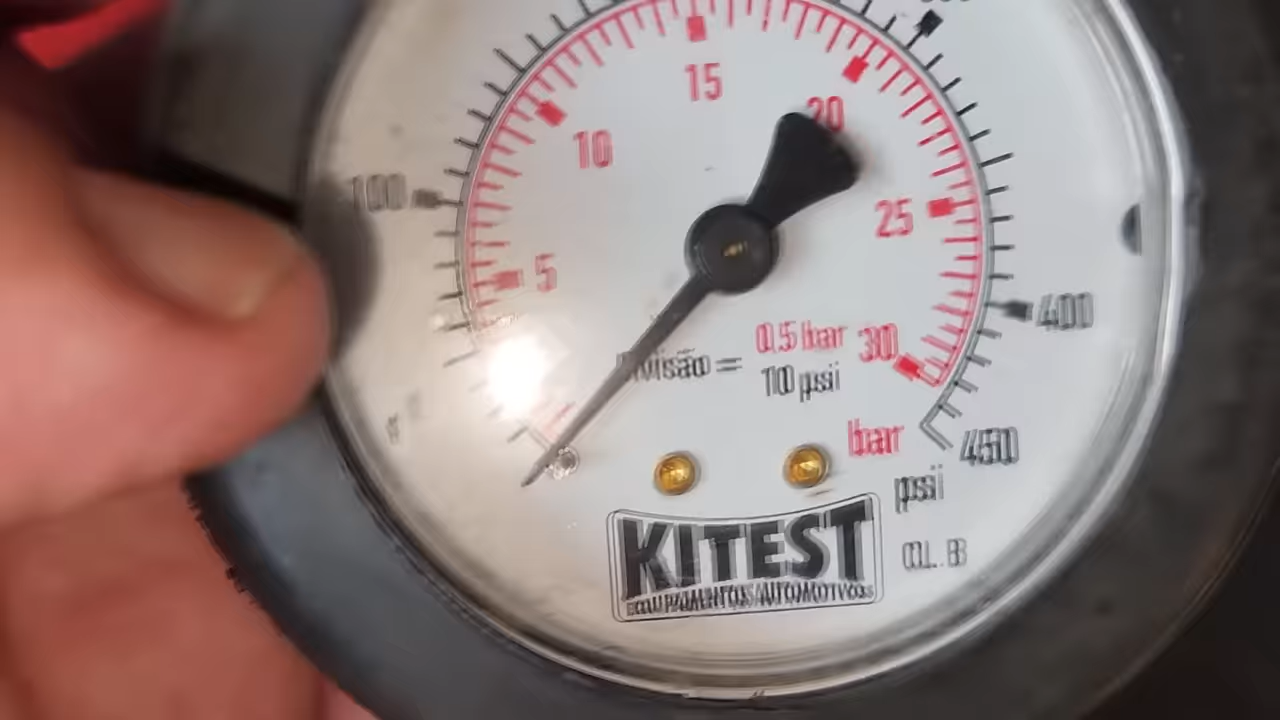 15
20
10
100
25
5
400
0,5 bar
30
Divisão =
10 psi
bar
450
psi
KITEST
EQUIPAMENTOS AUTOMOTIVOS
CL. B